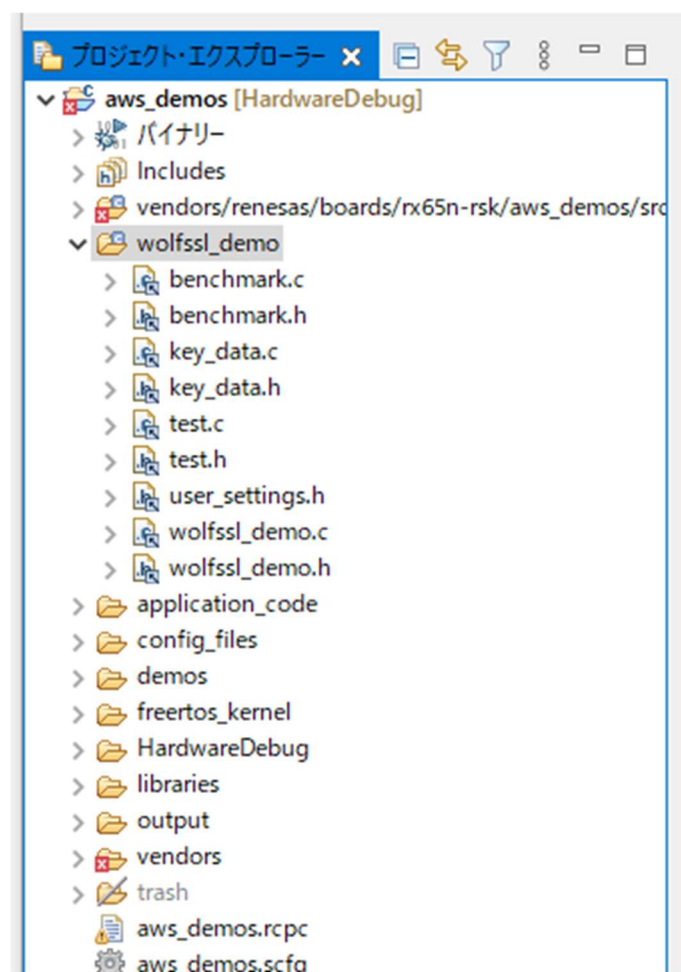 プロジェクト・エクスプローラー
aws_demos [HardwareDebug]
バイナリー
Includes
vendors/renesas/boards/rx65n-rsk/aws_demos/src
wolfssl_demo
benchmark.c
benchmark.h
key_data.c
key_data.h
test.c
test.h
user_settings.h
wolfssl_demo.c
wolfssl_demo.h
application_code
config_files
demos
freertos_kernel
HardwareDebug
libraries
output
vendors
trash
aws_demos.rcpc
aws_demos.scfg